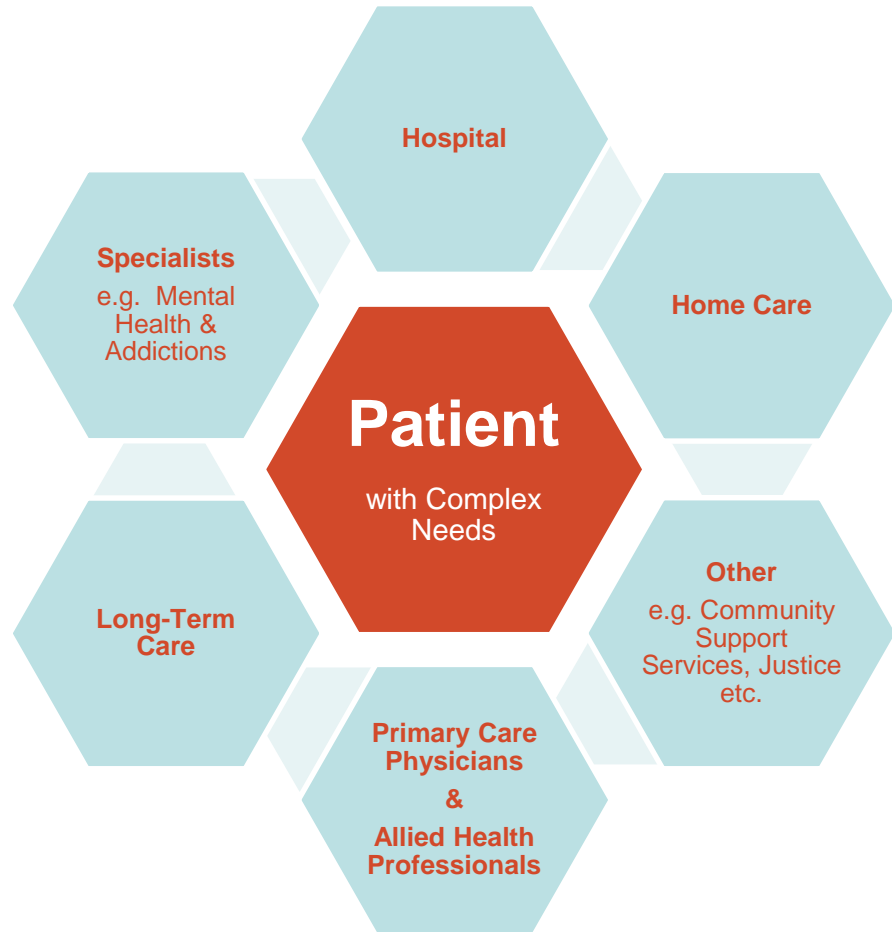 Hospital
Specialists
e.g. Mental
Health &
Addictions
Home Care
Patient
with Complex
Needs
Long-Term
Care
Other
e.g. Community
Support
Services, Justice
etc.
Primary Care
Physicians
&
Allied Health
Professionals